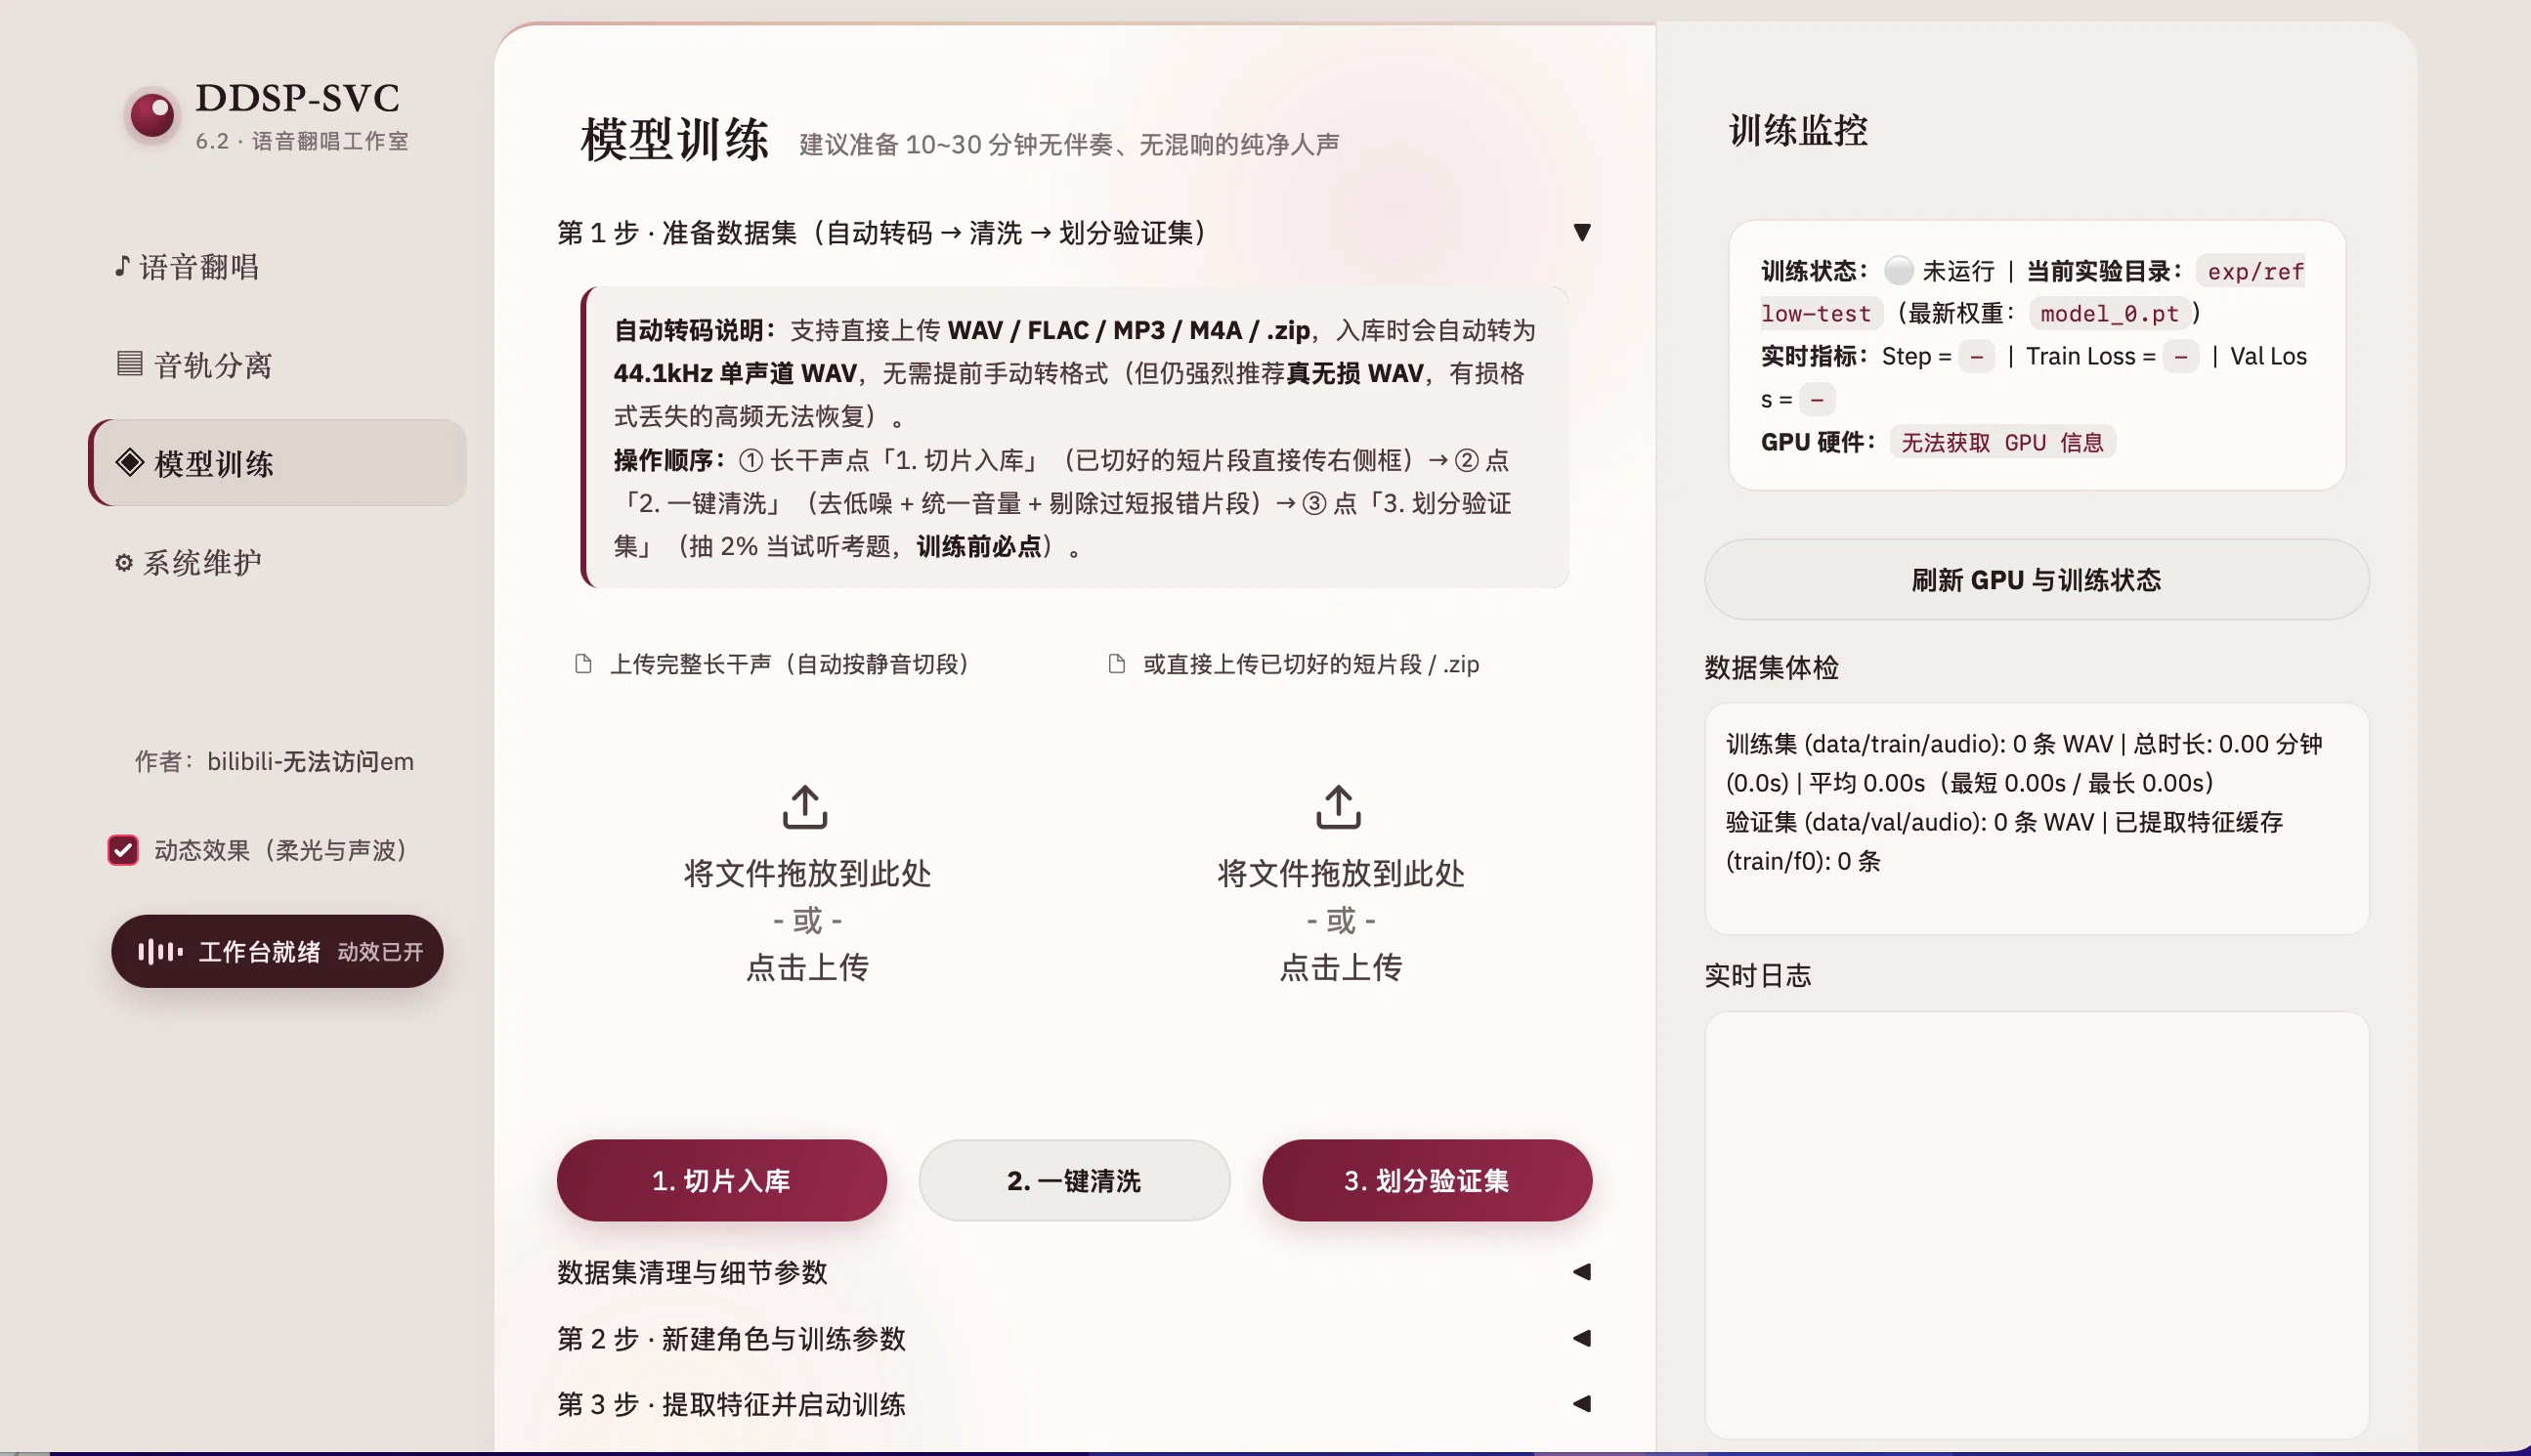 DDSP-SVC
6.2 · 语音翻唱工作室
♪ 语音翻唱
▤ 音轨分离
◈ 模型训练
⚙ 系统维护
作者：bilibili-无法访问em
动态效果（柔光与声波）
工作台就绪 动效已开
模型训练 建议准备 10~30 分钟无伴奏、无混响的纯净人声
第 1 步 · 准备数据集（自动转码 → 清洗 → 划分验证集） ▼
自动转码说明：支持直接上传 WAV / FLAC / MP3 / M4A / .zip，入库时会自动转为
44.1kHz 单声道 WAV，无需提前手动转格式（但仍强烈推荐真无损 WAV，有损格
式丢失的高频无法恢复）。
操作顺序：① 长干声点「1. 切片入库」（已切好的短片段直接传右侧框）→ ② 点
「2. 一键清洗」（去低噪 + 统一音量 + 剔除过短报错片段）→ ③ 点「3. 划分验证
集」（抽 2% 当试听考题，训练前必点）。
上传完整长干声（自动按静音切段）
或直接上传已切好的短片段 / .zip
将文件拖放到此处
- 或 -
点击上传
将文件拖放到此处
- 或 -
点击上传
1. 切片入库
2. 一键清洗
3. 划分验证集
数据集清理与细节参数 ◀
第 2 步 · 新建角色与训练参数 ◀
第 3 步 · 提取特征并启动训练 ◀
训练监控
训练状态：⚪ 未运行 | 当前实验目录：exp/ref
low-test（最新权重：model_0.pt）
实时指标：Step = - | Train Loss = - | Val Los
s = -
GPU 硬件：无法获取 GPU 信息
刷新 GPU 与训练状态
数据集体检
训练集 (data/train/audio): 0 条 WAV | 总时长: 0.00 分钟
(0.0s) | 平均 0.00s（最短 0.00s / 最长 0.00s）
验证集 (data/val/audio): 0 条 WAV | 已提取特征缓存
(train/f0): 0 条
实时日志